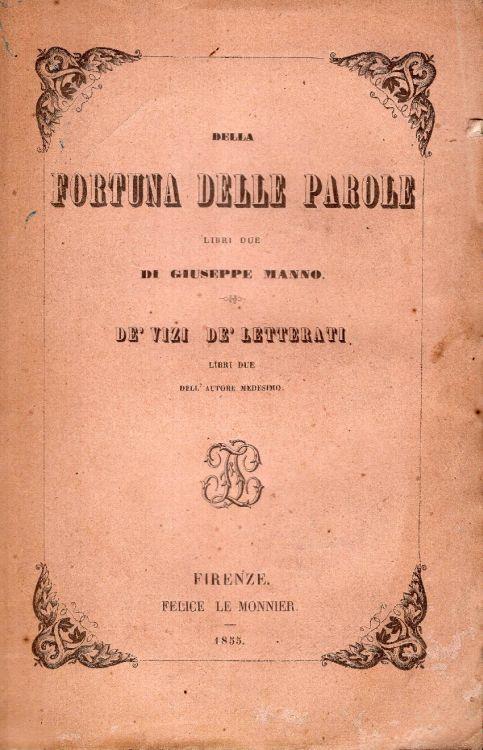 DELLA
FORTUNA DELLE PAROLE
LIBRI DUE
DI GIUSEPPE MANNO.
DE' VIZI DE' LETTERATI
LIBRI DUE
DELL' AUTORE MEDESIMO.
FIRENZE.
FELICE LE MONNIER.
1855.